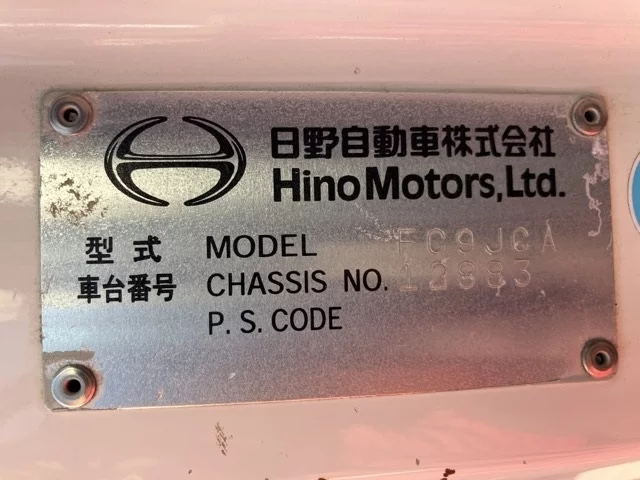 日野自動車株式会社
Hino Motors, Ltd.
型式 MODEL FC9JCA
車台番号 CHASSIS NO. 12883
P. S. CODE